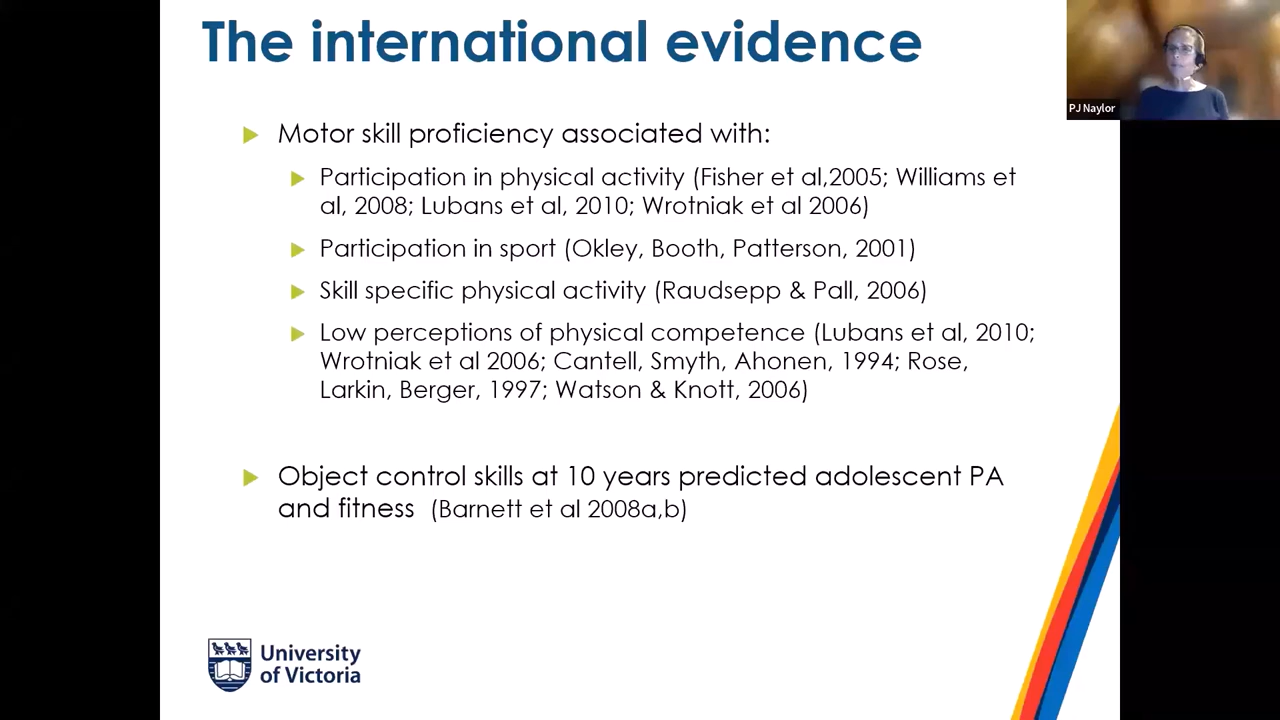 The international evidence
PJ Naylor
Motor skill proficiency associated with:
Participation in physical activity (Fisher et al,2005; Williams et
al, 2008; Lubans et al, 2010; Wrotniak et al 2006)
Participation in sport (Okley, Booth, Patterson, 2001)
Skill specific physical activity (Raudsepp & Pall, 2006)
Low perceptions of physical competence (Lubans et al, 2010;
Wrotniak et al 2006; Cantell, Smyth, Ahonen, 1994; Rose,
Larkin, Berger, 1997; Watson & Knott, 2006)
Object control skills at 10 years predicted adolescent PA
and fitness (Barnett et al 2008a,b)
University
of Victoria